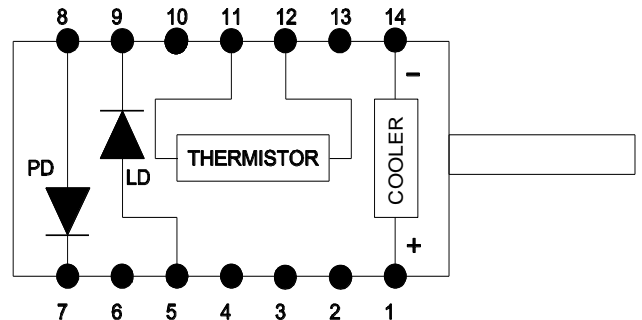 8 9 10 11 12 13 14
-
THERMISTOR
COOLER
PD
LD
+
7 6 5 4 3 2 1